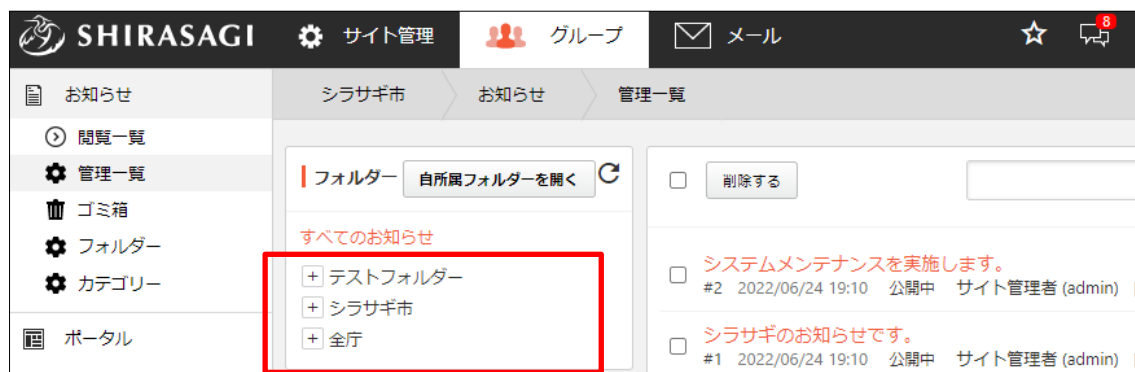 SHIRASAGI サイト管理 グループ メール 8
お知らせ
閲覧一覧
管理一覧
ゴミ箱
フォルダー
カテゴリー
ポータル
シラサギ市 お知らせ 管理一覧
フォルダー 自所属フォルダーを開く
すべてのお知らせ
+ テストフォルダー
+ シラサギ市
+ 全庁
削除する
システムメンテナンスを実施します。
#2 2022/06/24 19:10 公開中 サイト管理者 (admin)
シラサギのお知らせです。
#1 2022/06/24 19:10 公開中 サイト管理者 (admin)